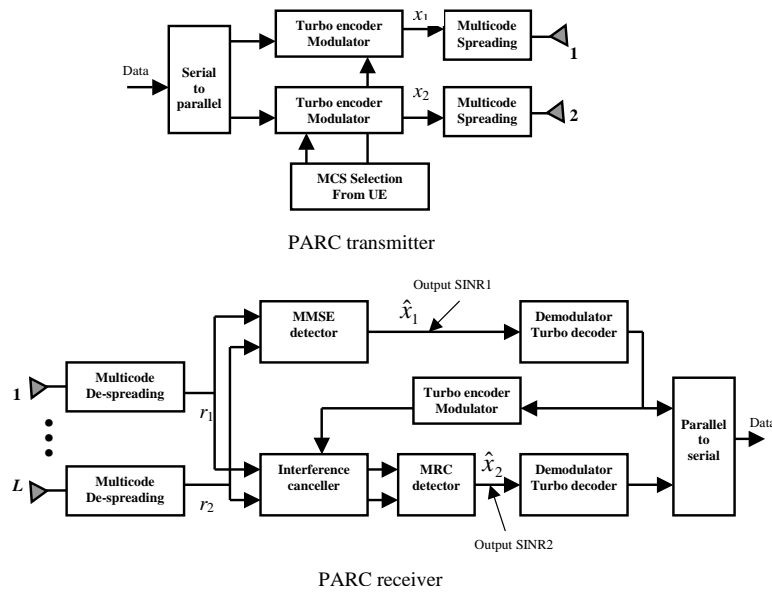 Data
Serial
to
parallel
Turbo encoder
Modulator
x1
Multicode
Spreading
1
Turbo encoder
Modulator
x2
Multicode
Spreading
2
MCS Selection
From UE
PARC transmitter
1
Multicode
De-spreading
r1
L
Multicode
De-spreading
r2
MMSE
detector
x̂1
Output SINR1
Demodulator
Turbo decoder
Turbo encoder
Modulator
Interference
canceller
MRC
detector
x̂2
Output SINR2
Demodulator
Turbo decoder
Parallel
to
serial
Data
PARC receiver